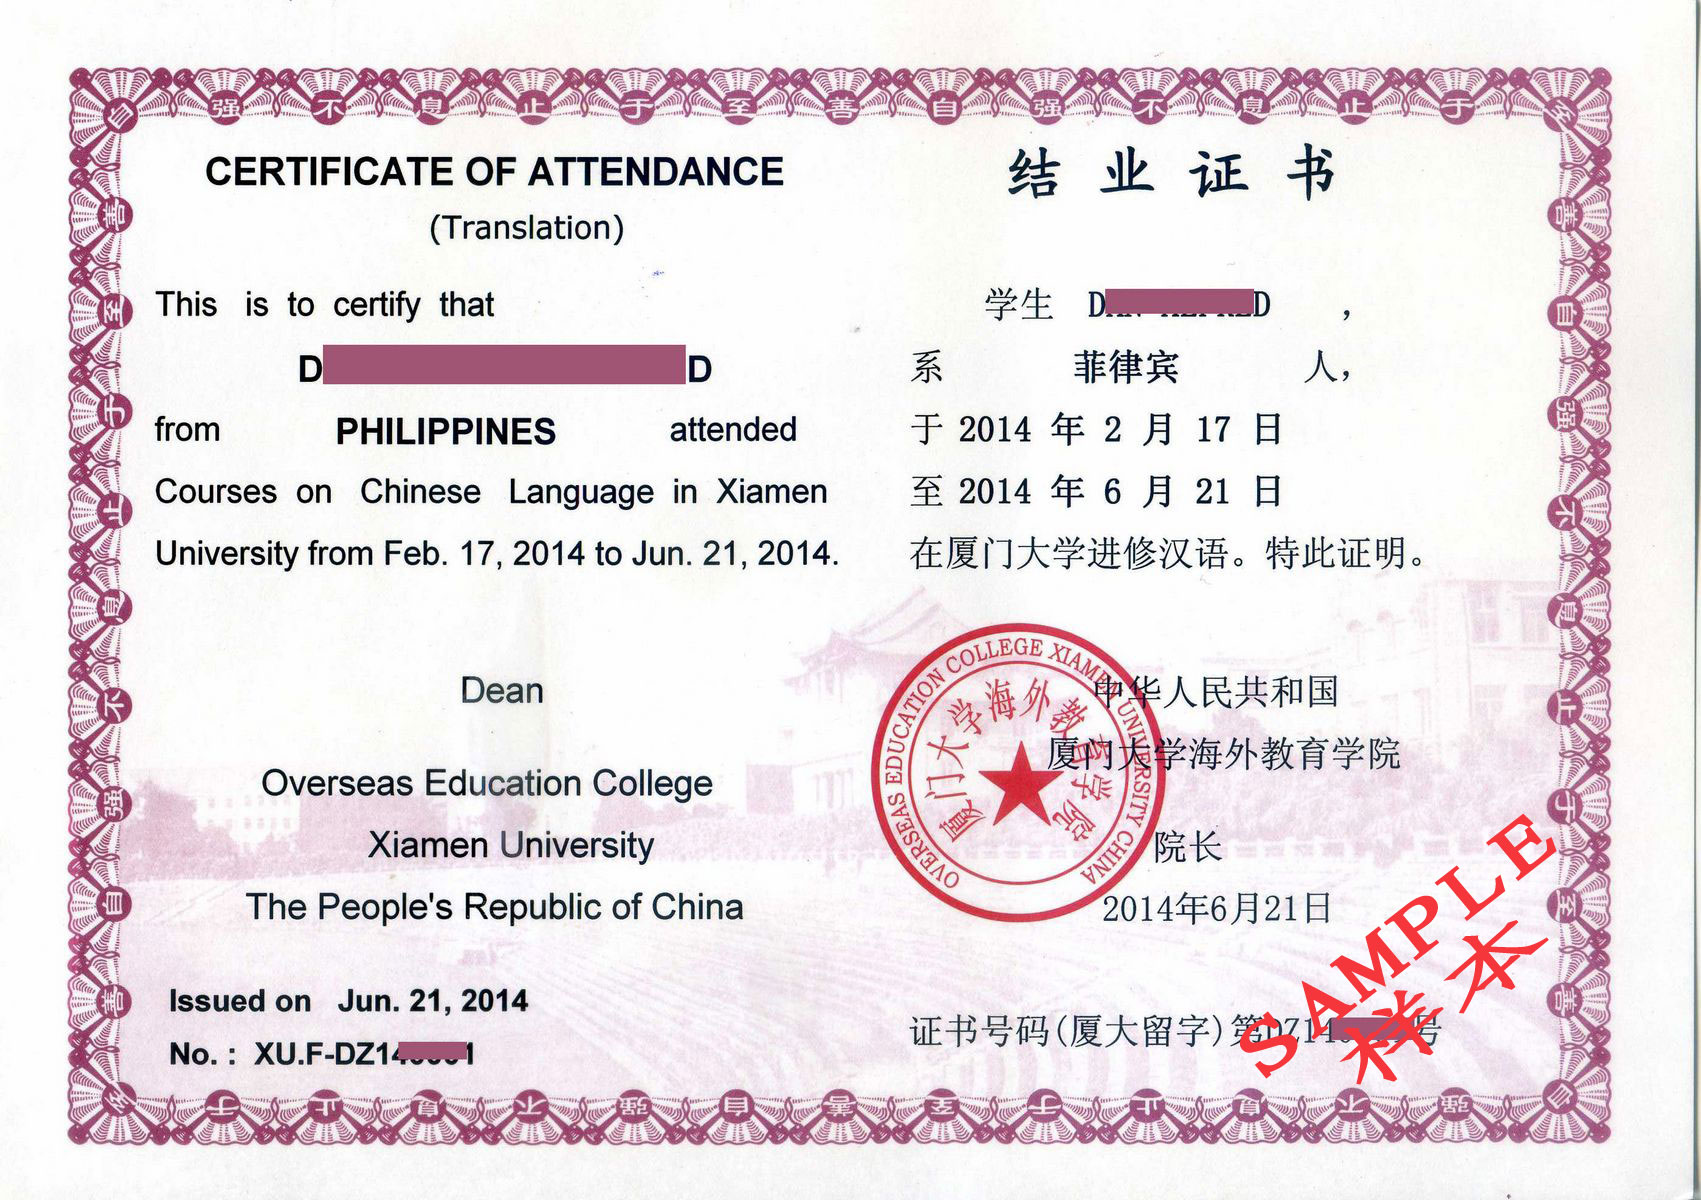 CERTIFICATE OF ATTENDANCE
(Translation)
This is to certify that
D D
from PHILIPPINES attended
Courses on Chinese Language in Xiamen
University from Feb. 17, 2014 to Jun. 21, 2014.
Dean
Overseas Education College
Xiamen University
The People's Republic of China
Issued on Jun. 21, 2014
No. : XU.F-DZ14 1
结业证书
学生 D D ，
系 菲律宾 人，
于 2014 年 2 月 17 日
至 2014 年 6 月 21 日
在厦门大学进修汉语。特此证明。
中华人民共和国
厦门大学海外教育学院
院长
2014年6月21日
证书号码(厦大留字)第DZ14 号
OVERSEAS EDUCATION COLLEGE XIAMEN UNIVERSITY CHINA
厦门大学海外教育学院
SAMPLE
样本
自强不息止于至善自强不息止于至善